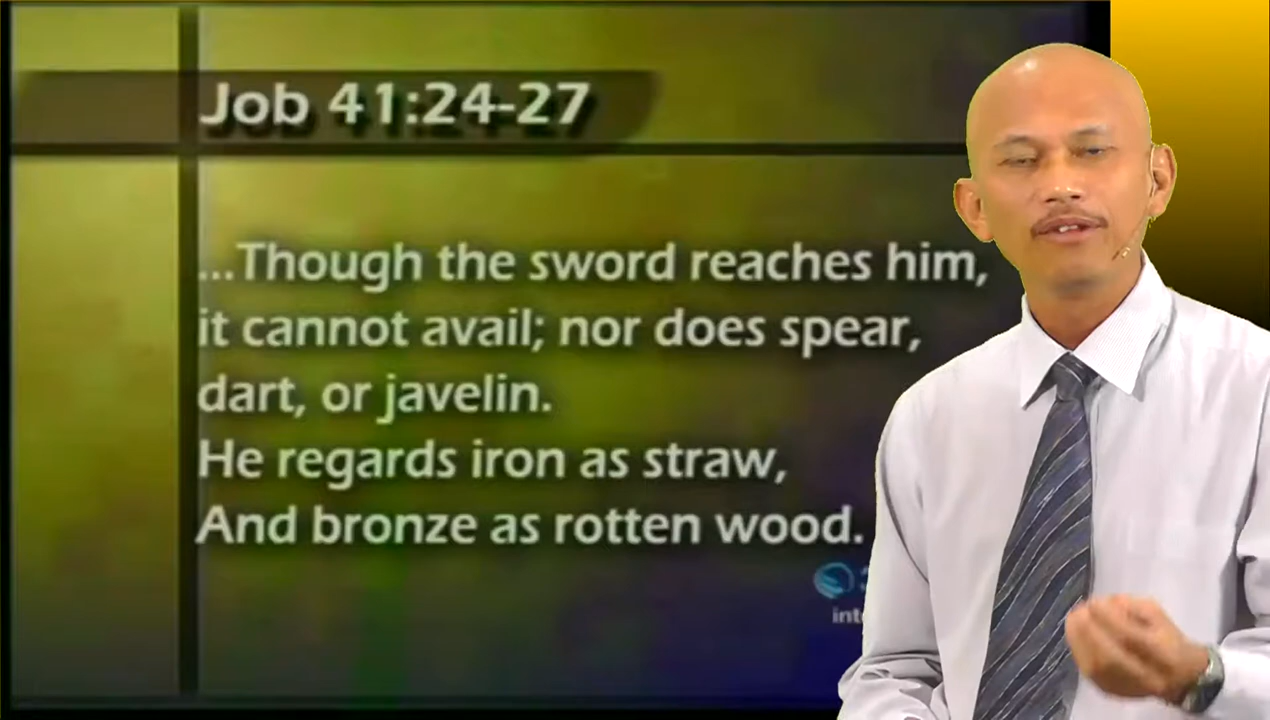 Job 41:24-27
...Though the sword reaches him,
it cannot avail; nor does spear,
dart, or javelin.
He regards iron as straw,
And bronze as rotten wood.